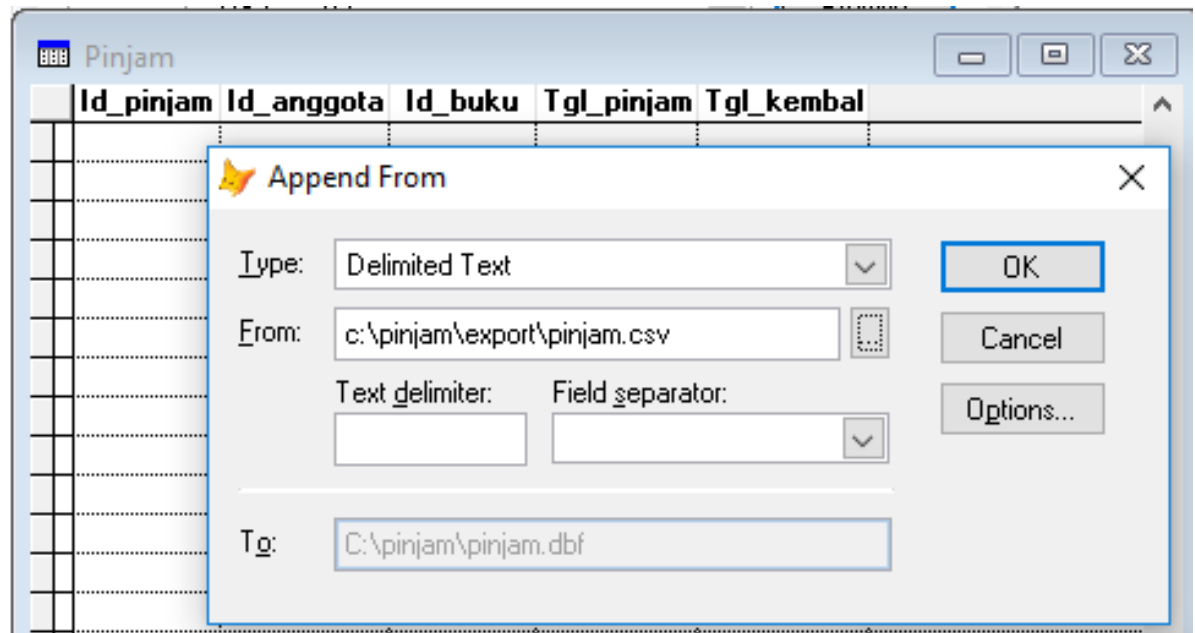 Pinjam
Id_pinjam Id_anggota Id_buku Tgl_pinjam Tgl_kembal
Append From
Type: Delimited Text
OK
From: c:\pinjam\export\pinjam.csv
...
Cancel
Text delimiter: Field separator:
Options...
To: C:\pinjam\pinjam.dbf